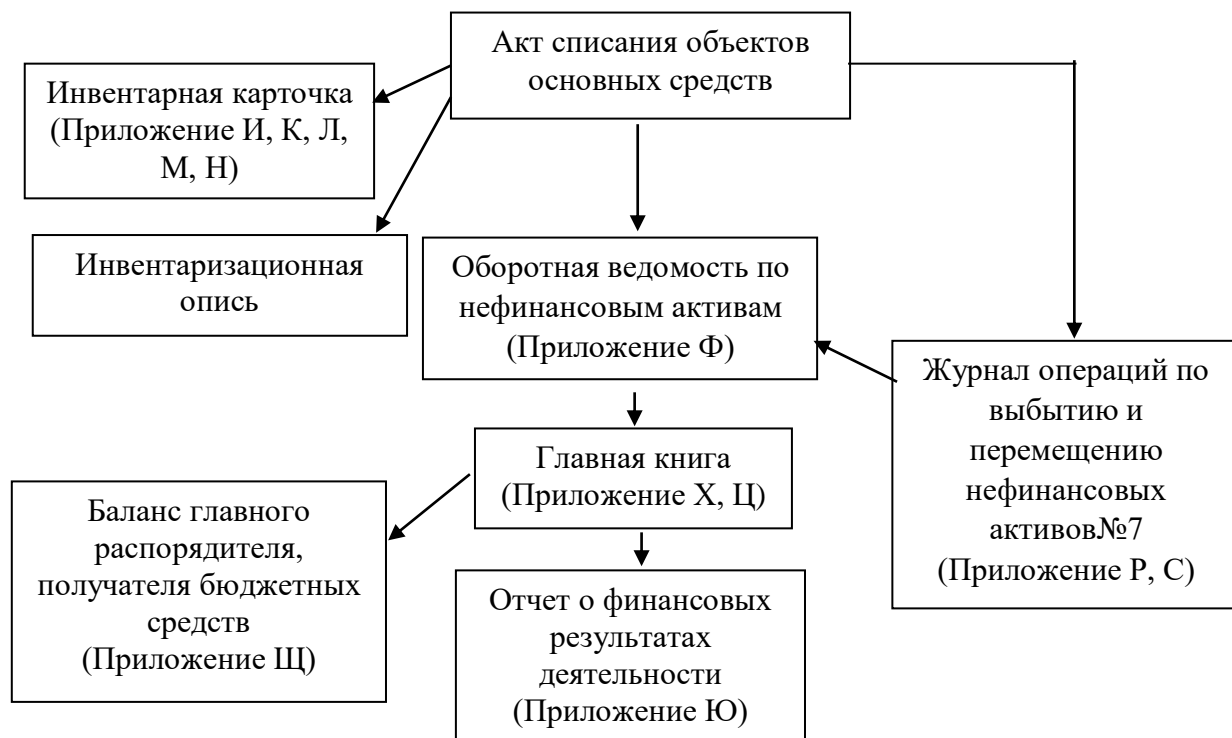 Акт списания объектов
основных средств
Инвентарная карточка
(Приложение И, К, Л,
М, Н)
Инвентаризационная
опись
Оборотная ведомость по
нефинансовым активам
(Приложение Ф)
Журнал операций по
выбытию и
перемещению
нефинансовых
активов№7
(Приложение Р, С)
Главная книга
(Приложение Х, Ц)
Баланс главного
распорядителя,
получателя бюджетных
средств
(Приложение Щ)
Отчет о финансовых
результатах
деятельности
(Приложение Ю)